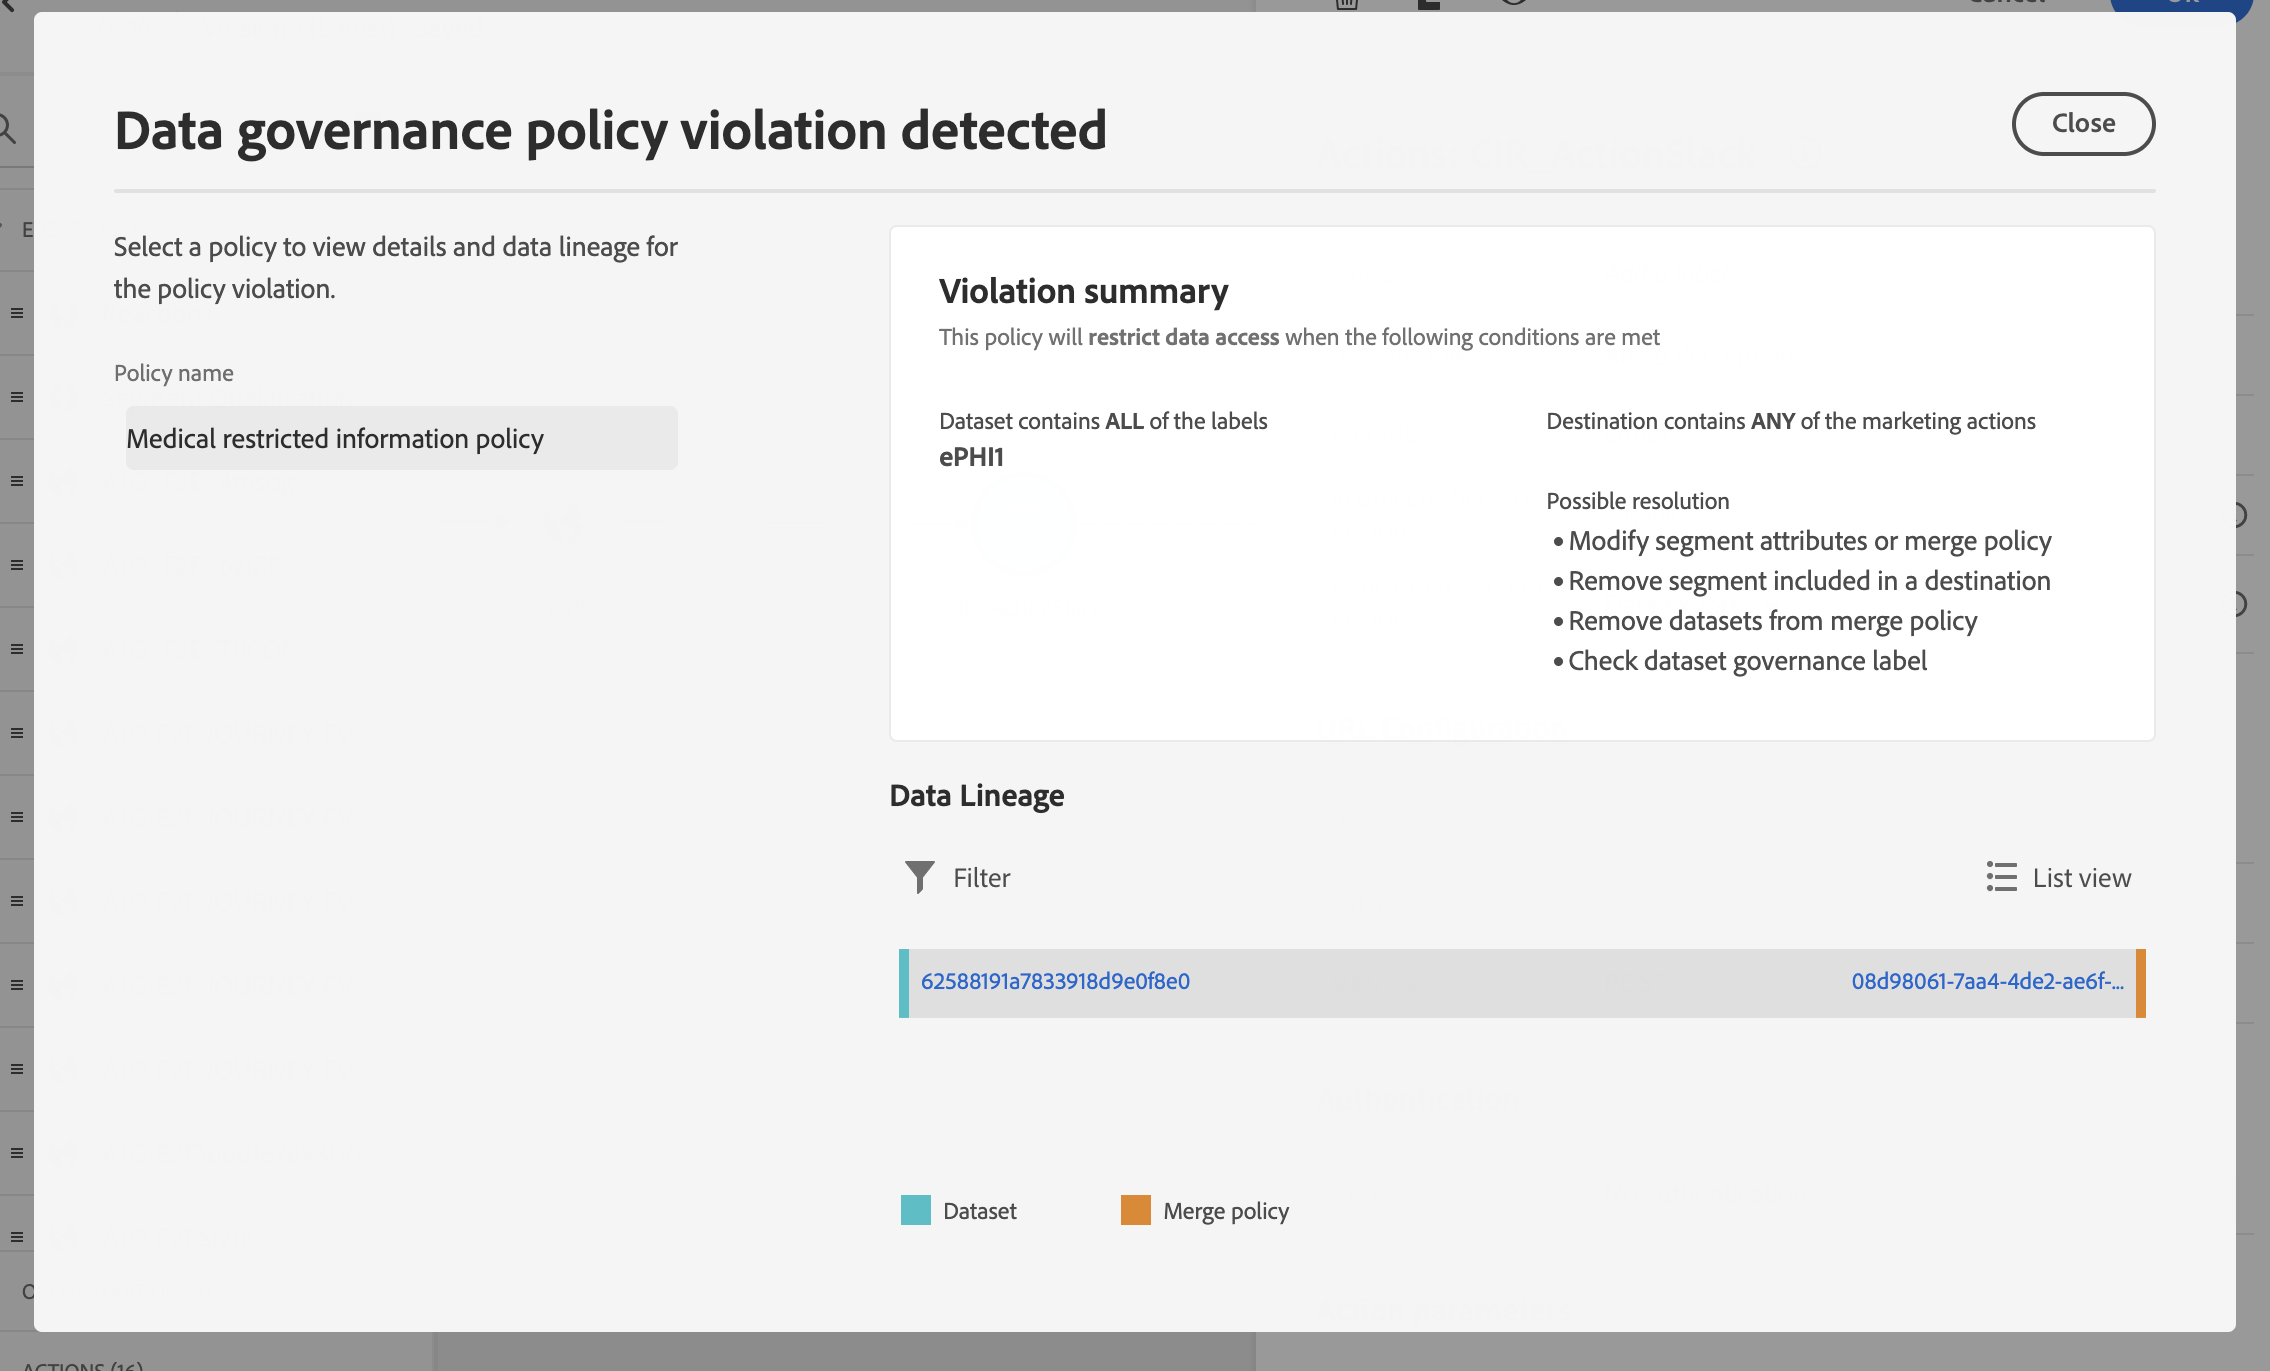 Data governance policy violation detected
Close
Select a policy to view details and data lineage for
the policy violation.
Policy name
Medical restricted information policy
Violation summary
This policy will restrict data access when the following conditions are met
Dataset contains ALL of the labels
ePHI1
Destination contains ANY of the marketing actions
Possible resolution
• Modify segment attributes or merge policy
• Remove segment included in a destination
• Remove datasets from merge policy
• Check dataset governance label
Data Lineage
Filter
List view
62588191a7833918d9e0f8e0
08d98061-7aa4-4de2-ae6f-...
Dataset
Merge policy
ACTIONS (16)